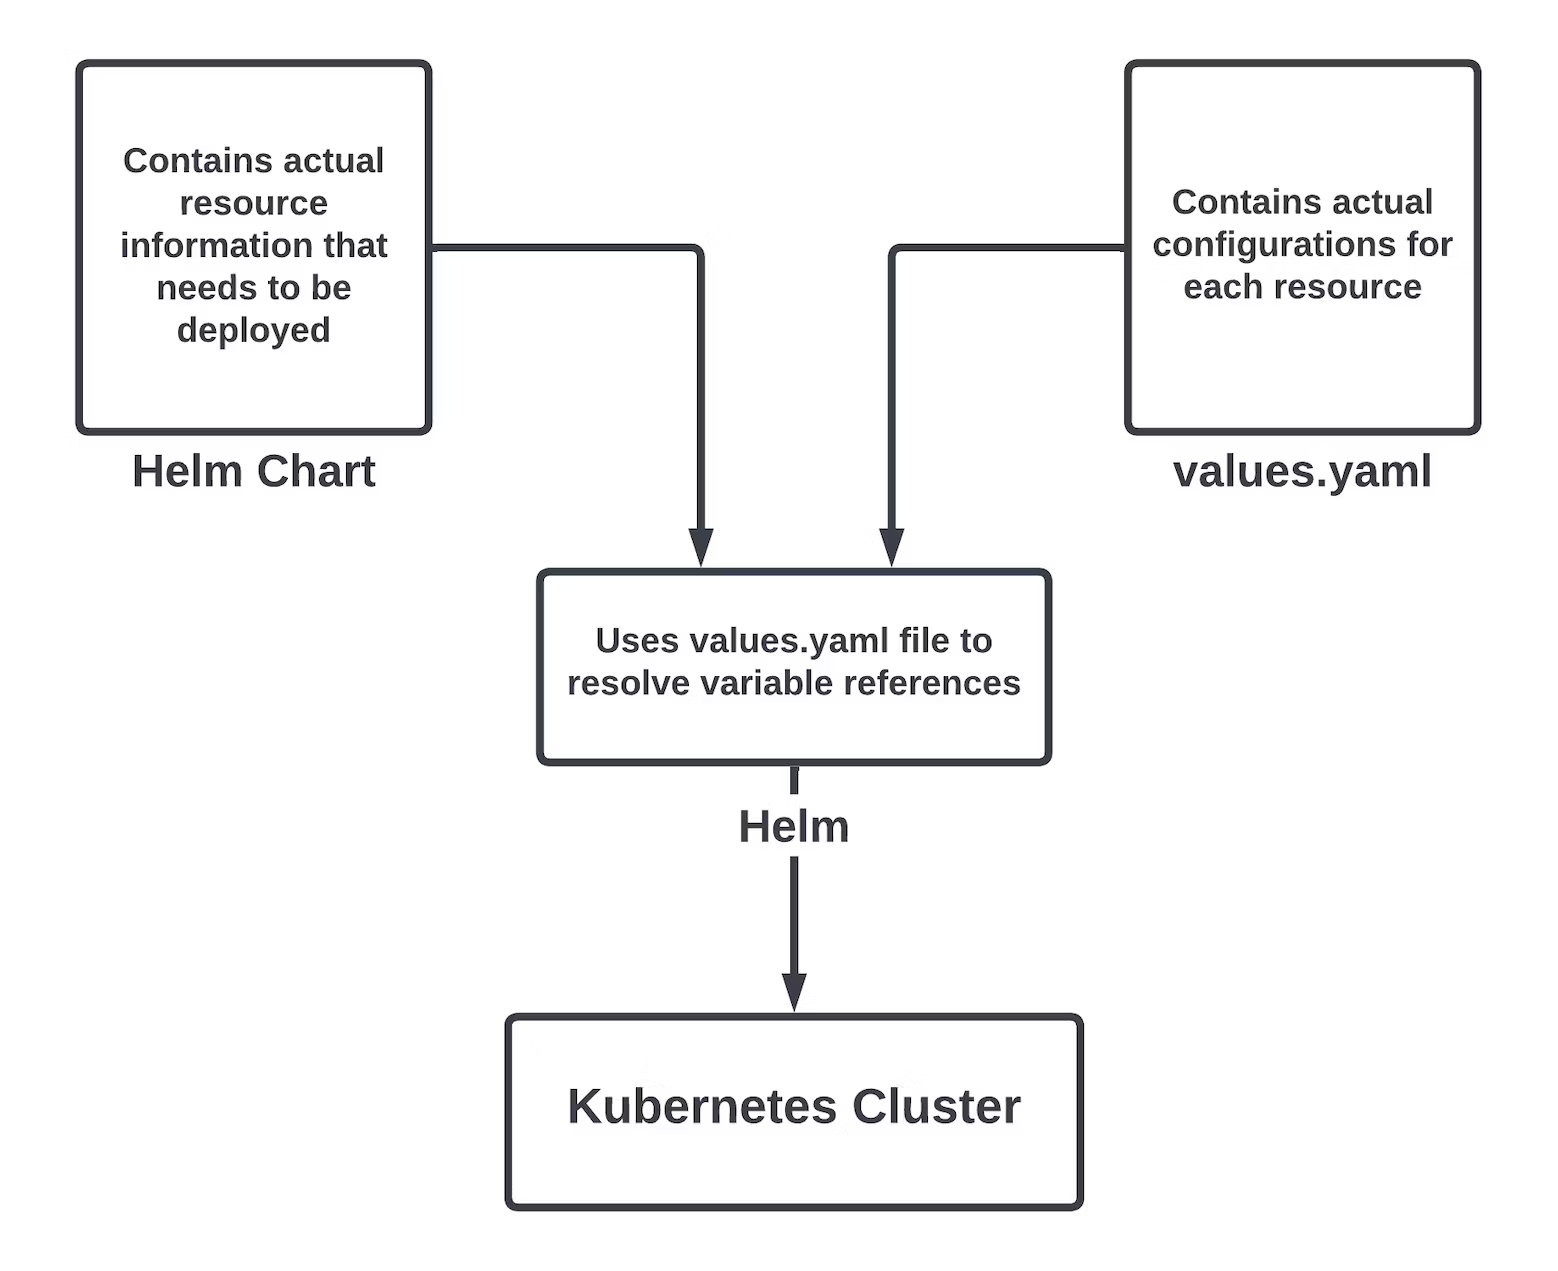 Contains actual
resource
information that
needs to be
deployed
Helm Chart
Contains actual
configurations for
each resource
values.yaml
Uses values.yaml file to
resolve variable references
Helm
Kubernetes Cluster